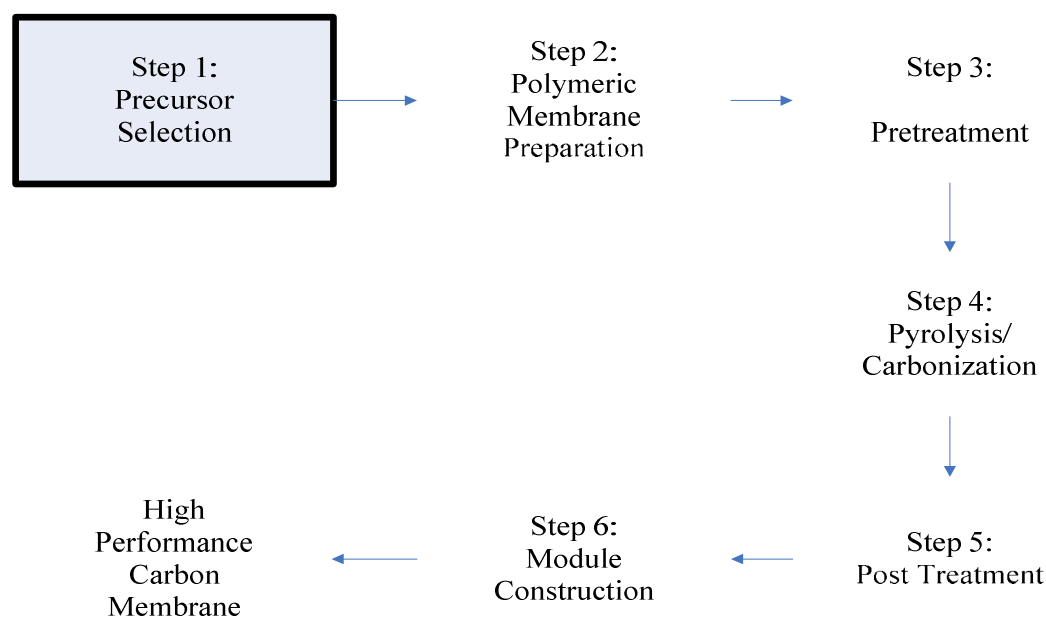 Step 1:
Precursor
Selection
Step 2:
Polymeric
Membrane
Preparation
Step 3:
Pretreatment
Step 4:
Pyrolysis/
Carbonization
Step 5:
Post Treatment
Step 6:
Module
Construction
High
Performance
Carbon
Membrane